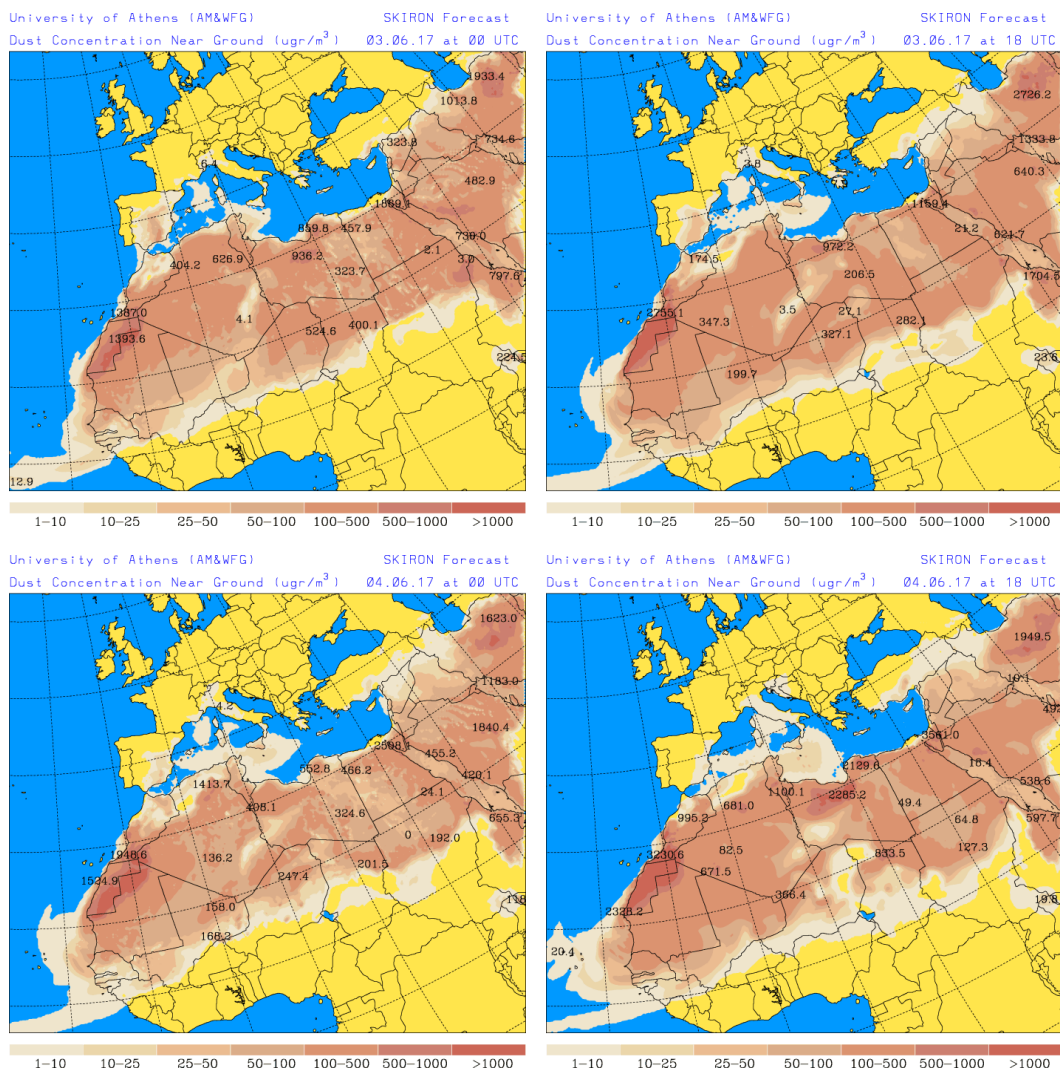 University of Athens (AM&WFG) SKIRON Forecast
Dust Concentration Near Ground (ugr/m³) 03.06.17 at 00 UTC
1933.4
1013.8
323.8 734.6
6.4
482.9
1869.1
859.8 457.9 739.0
936.2 2.1
404.2 626.9 323.7 3.0
797.6
1387.0
4.1 400.1
1393.6 524.6
224.5
12.9
1-10 10-25 25-50 50-100 100-500 500-1000 >1000
University of Athens (AM&WFG) SKIRON Forecast
Dust Concentration Near Ground (ugr/m³) 03.06.17 at 18 UTC
2726.2
1333.8
3.8 640.3
7.9
1159.4
21.2 621.7
972.2
174.5
206.5 1704.5
2755.1 3.5 27.1
347.3 327.1 282.1
199.7 23.6
1-10 10-25 25-50 50-100 100-500 500-1000 >1000
University of Athens (AM&WFG) SKIRON Forecast
Dust Concentration Near Ground (ugr/m³) 04.06.17 at 00 UTC
1623.0
1183.0
4.2
1840.4
2508.1
455.2
552.8 466.2 420.1
1413.7 24.1
498.1 324.6 655.3
0 192.0
1948.6 136.2
1524.9 247.4 201.5
158.0 118
168.2
1-10 10-25 25-50 50-100 100-500 500-1000 >1000
University of Athens (AM&WFG) SKIRON Forecast
Dust Concentration Near Ground (ugr/m³) 04.06.17 at 18 UTC
1949.5
10.1
492
3561.0
2129.6 18.4
538.6
1100.1 2285.2
681.0 49.4
995.2 64.8 597.7
82.5 127.3
3230.6 833.5
671.5
366.4
2328.2 19.8
20.4
1-10 10-25 25-50 50-100 100-500 500-1000 >1000